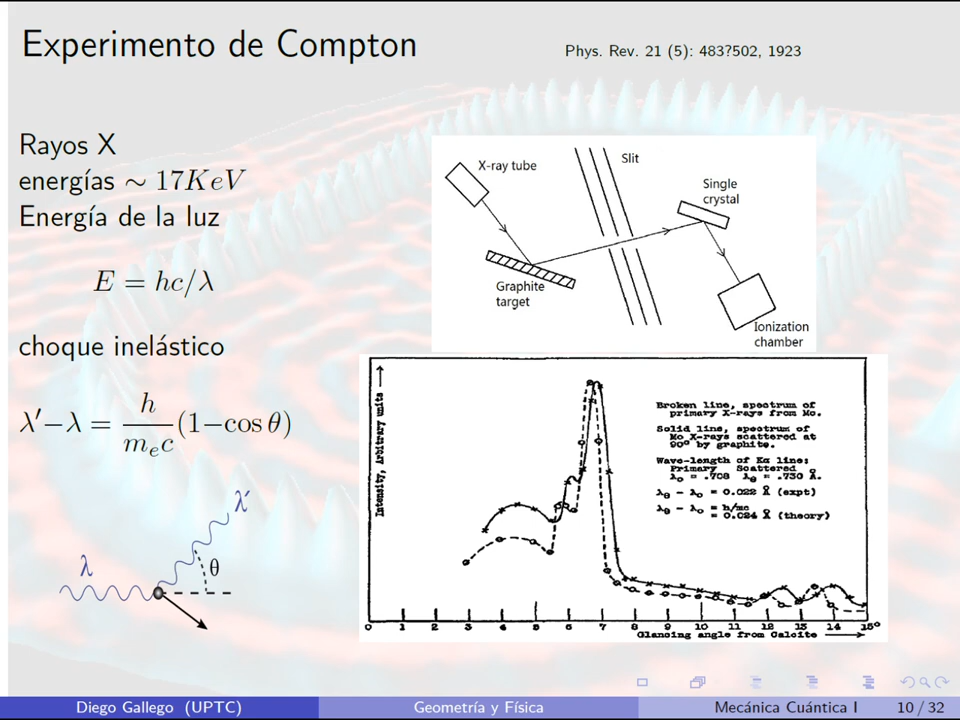 Experimento de Compton
Phys. Rev. 21 (5): 483?502, 1923
Rayos X
energías ∼ 17KeV
Energía de la luz
E = hc/λ
choque inelástico
λ′−λ = h/(mₑc) (1−cos θ)
λ
λ′
θ
X-ray tube
Slit
Single
crystal
Graphite
target
Ionization
chamber
Intensity, Arbitrary units
Broken line, spectrum of
primary X-rays from Mo.
Solid line, spectrum of
Mo X-rays scattered at
90° by graphite.
Wave-length of Kα line:
Primary Scattered
λ₀ = .708 λθ = .730 Å.
λθ − λ₀ = 0.022 Å (expt)
λθ − λ₀ = h/mc
= 0.024 Å (theory)
0 1 2 3 4 5 6 7 8 9 10 11 12 13 14 15°
Glancing angle from Calcite
Diego Gallego (UPTC)
Geometría y Física
Mecánica Cuántica I
10 / 32